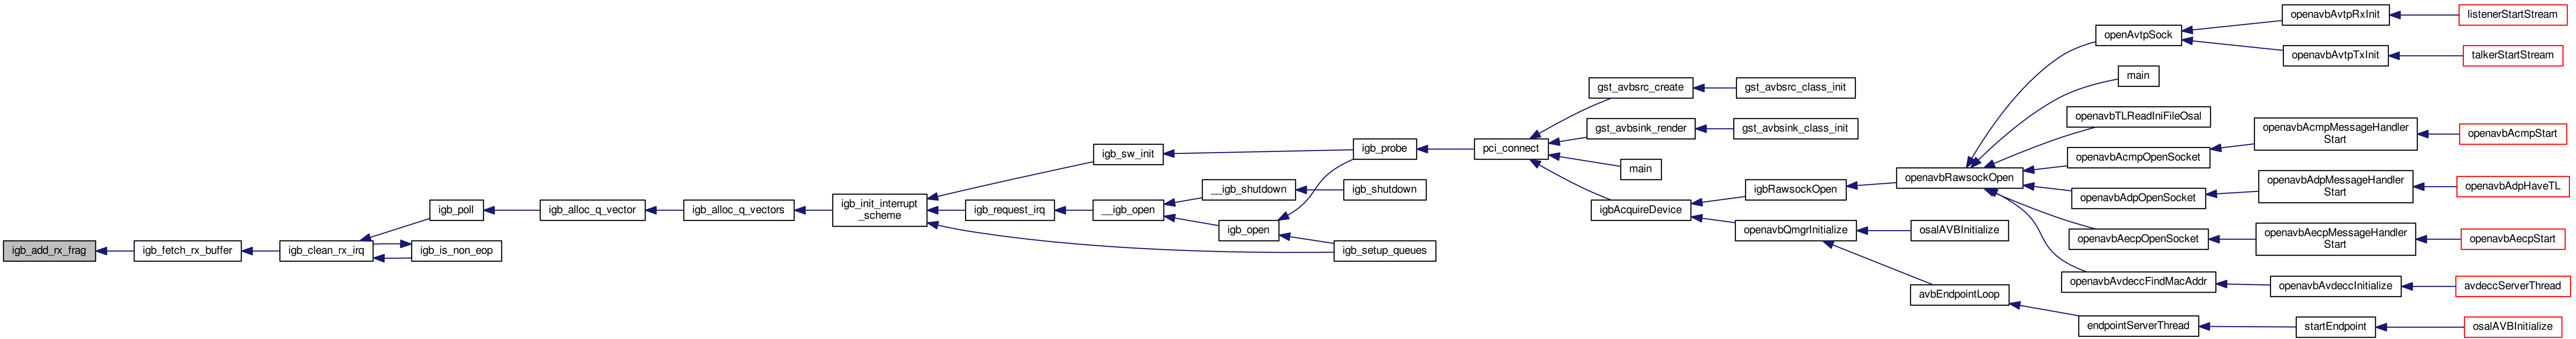 igb_add_rx_frag
igb_fetch_rx_buffer
igb_clean_rx_irq
igb_poll
igb_is_non_eop
igb_alloc_q_vector
igb_alloc_q_vectors
igb_init_interrupt
_scheme
igb_sw_init
igb_request_irq
__igb_open
__igb_shutdown
igb_shutdown
igb_open
igb_setup_queues
igb_probe
pci_connect
gst_avbsrc_create
gst_avbsrc_class_init
gst_avbsink_render
gst_avbsink_class_init
main
igbAcquireDevice
igbRawsockOpen
openavbQmgrInitialize
osalAVBInitialize
avbEndpointLoop
endpointServerThread
startEndpoint
osalAVBInitialize
openavbRawsockOpen
openAvtpSock
openavbAvtpRxInit
listenerStartStream
openavbAvtpTxInit
talkerStartStream
main
openavbTLReadIniFileOsal
openavbAcmpOpenSocket
openavbAcmpMessageHandler
Start
openavbAcmpStart
openavbAdpOpenSocket
openavbAdpMessageHandler
Start
openavbAdpHaveTL
openavbAecpOpenSocket
openavbAecpMessageHandler
Start
openavbAecpStart
openavbAvdeccFindMacAddr
openavbAvdeccInitialize
avdeccServerThread